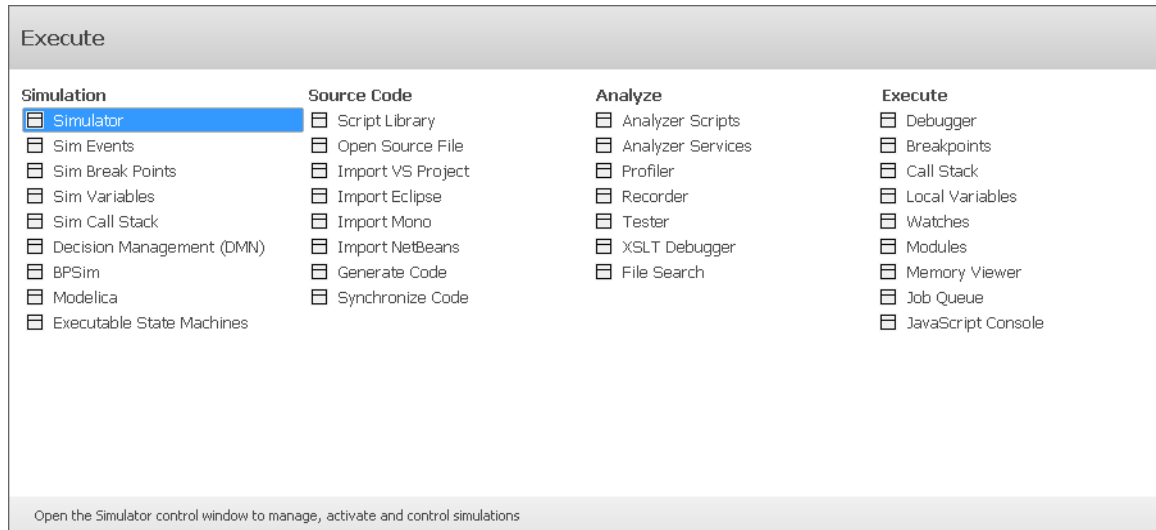 Execute
Simulation
Simulator
Sim Events
Sim Break Points
Sim Variables
Sim Call Stack
Decision Management (DMN)
BPSim
Modelica
Executable State Machines
Source Code
Script Library
Open Source File
Import VS Project
Import Eclipse
Import Mono
Import NetBeans
Generate Code
Synchronize Code
Analyze
Analyzer Scripts
Analyzer Services
Profiler
Recorder
Tester
XSLT Debugger
File Search
Execute
Debugger
Breakpoints
Call Stack
Local Variables
Watches
Modules
Memory Viewer
Job Queue
JavaScript Console
Open the Simulator control window to manage, activate and control simulations